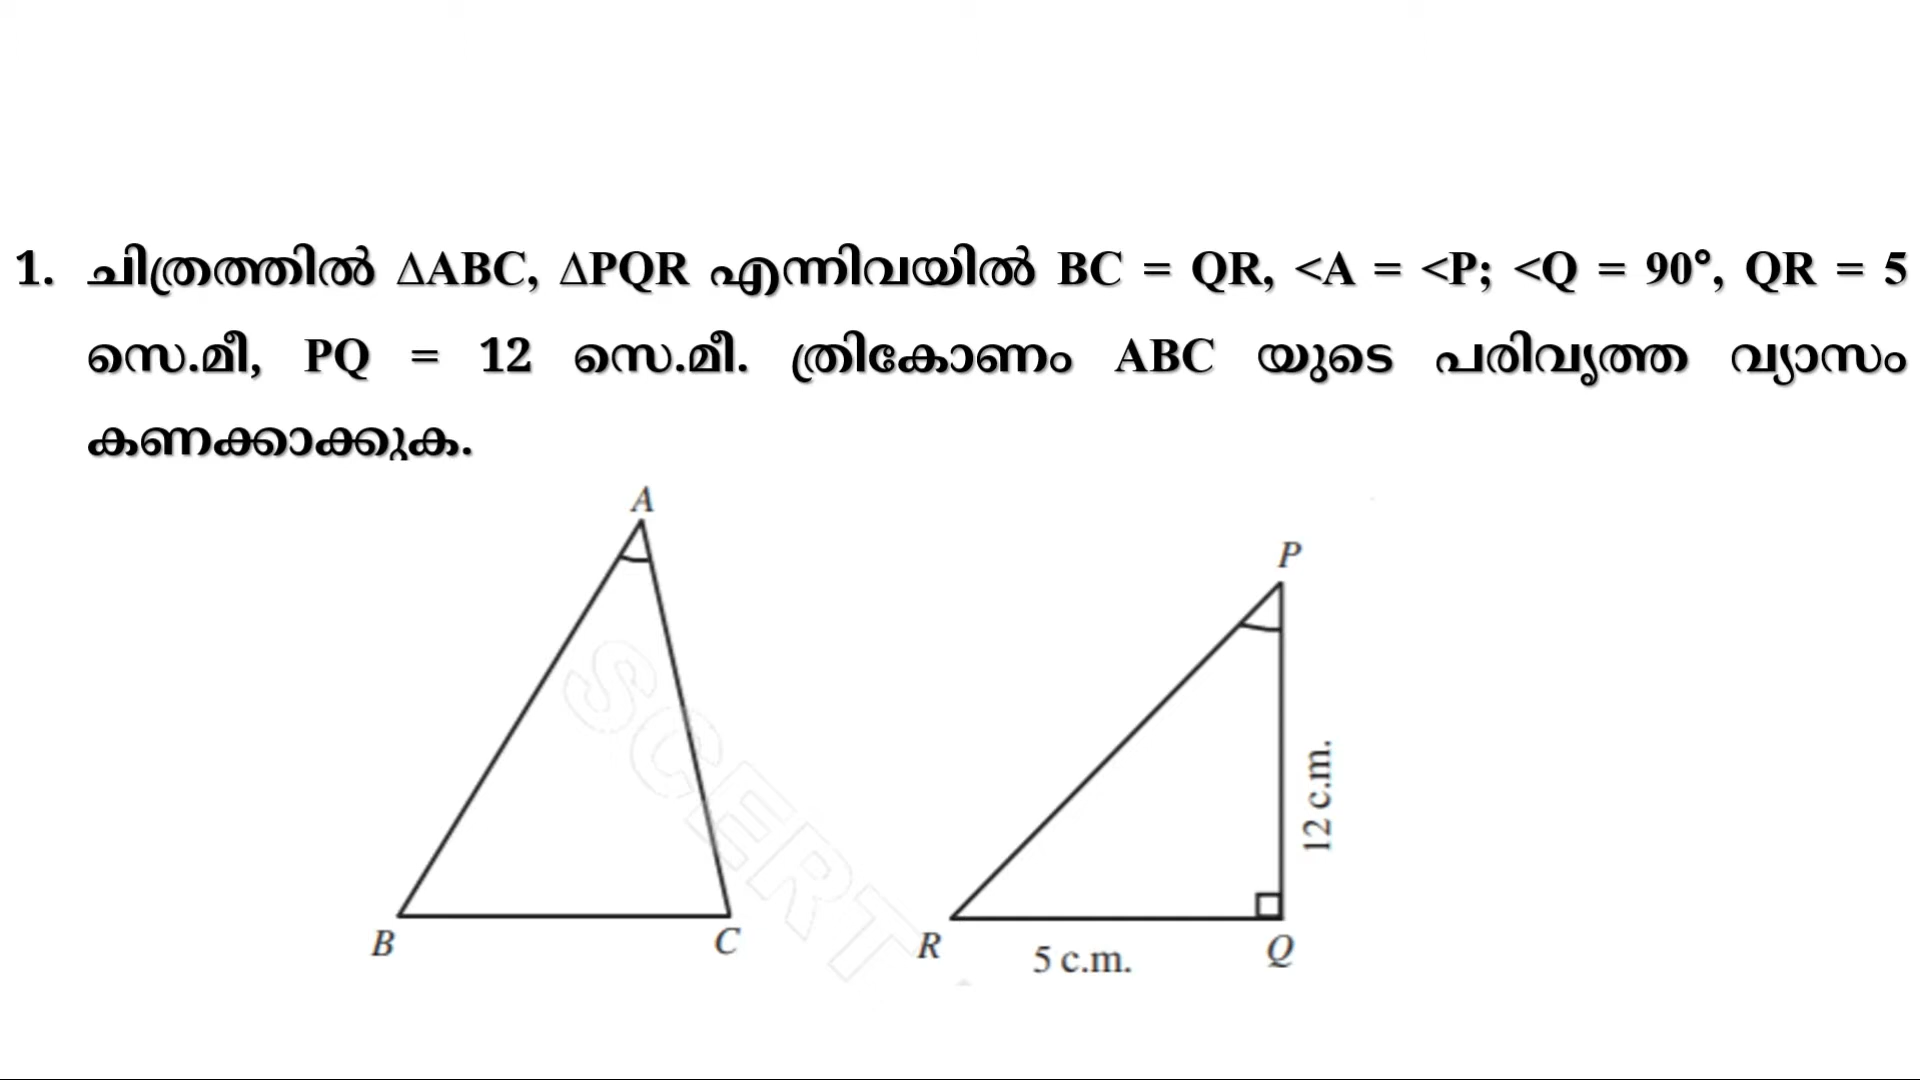 1. ചിത്രത്തിൽ ΔABC, ΔPQR എന്നിവയിൽ BC = QR, <A = <P; <Q = 90°, QR = 5
സെ.മീ, PQ = 12 സെ.മീ. ത്രികോണം ABC യുടെ പരിവൃത്ത വ്യാസം
കണക്കാക്കുക.
A
P
SCERT
12 c.m.
B
C
R
5 c.m.
Q